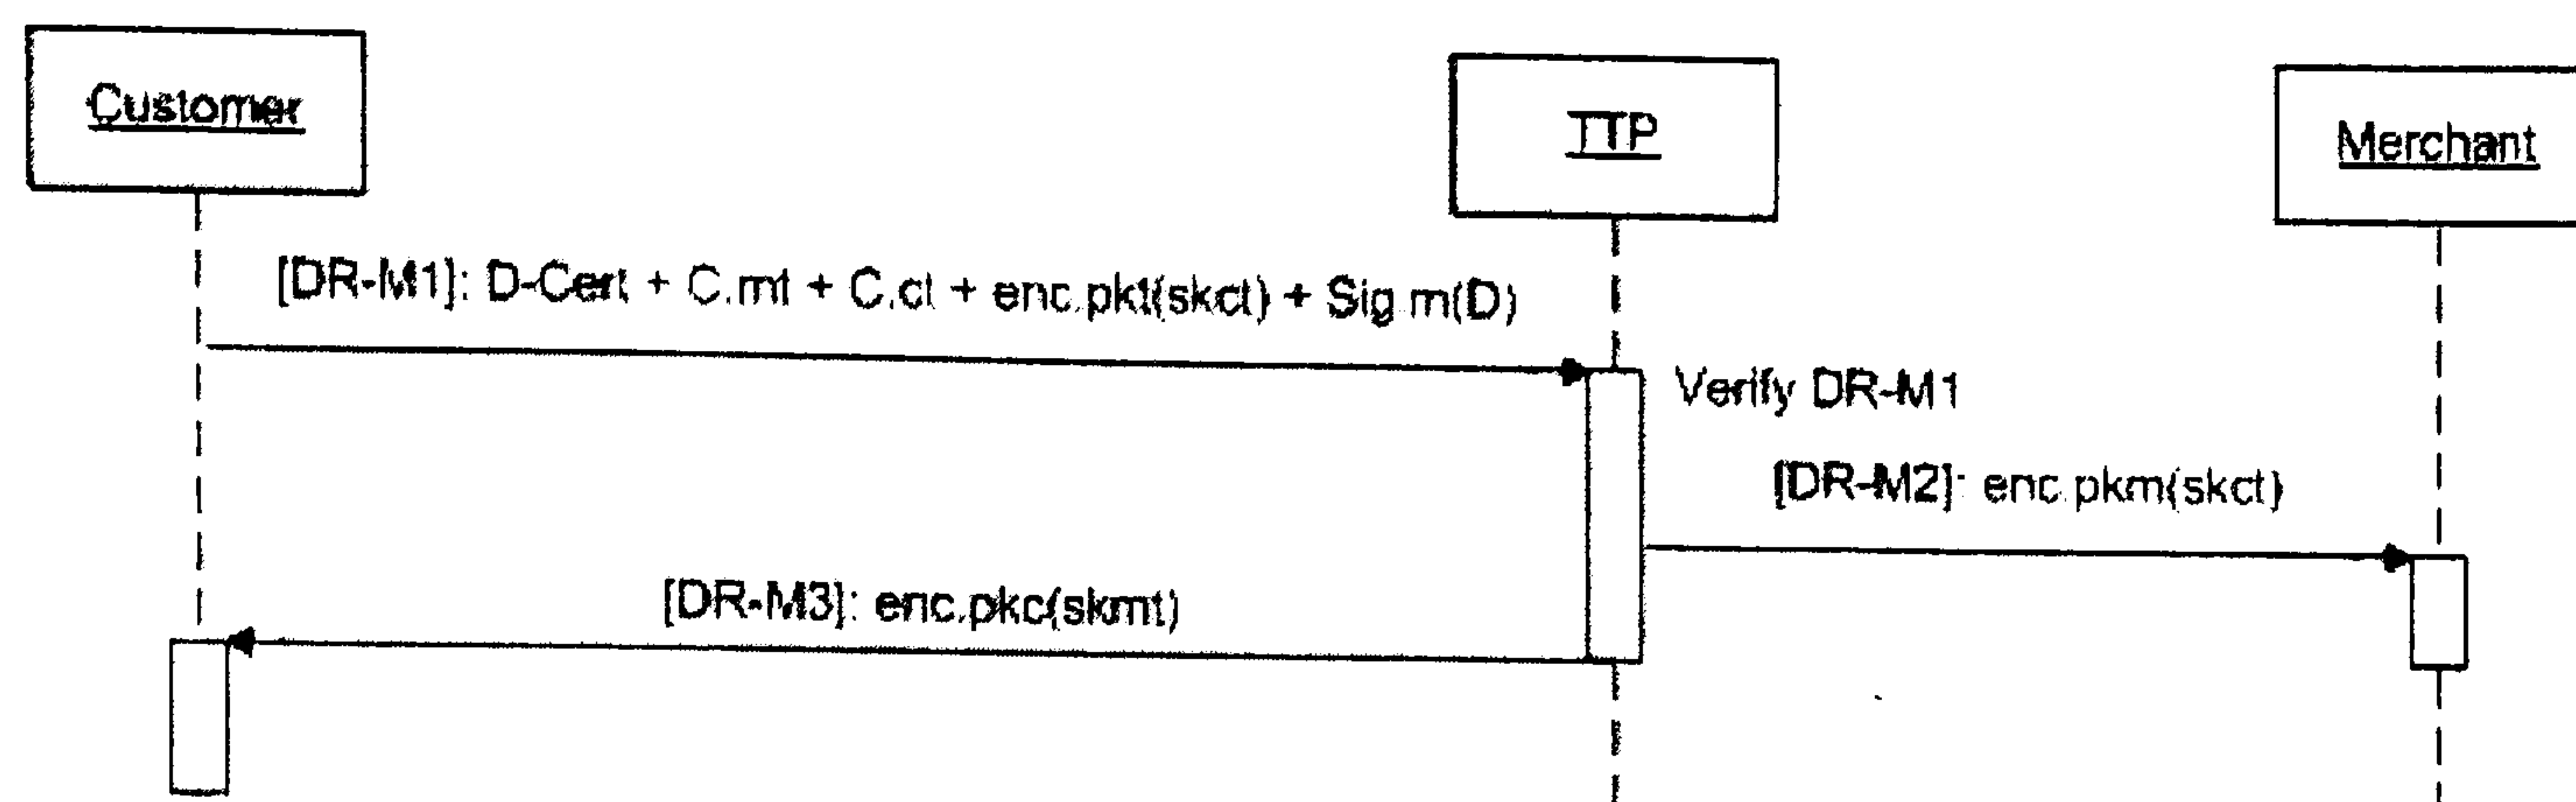 Customer
TTP
Merchant
[DR-M1]: D-Cert + C.mt + C.ct + enc.pkt(skct) + Sig.m(D)
Verify DR-M1
[DR-M2]: enc.pkm(skct)
[DR-M3]: enc.pkc(skmt)